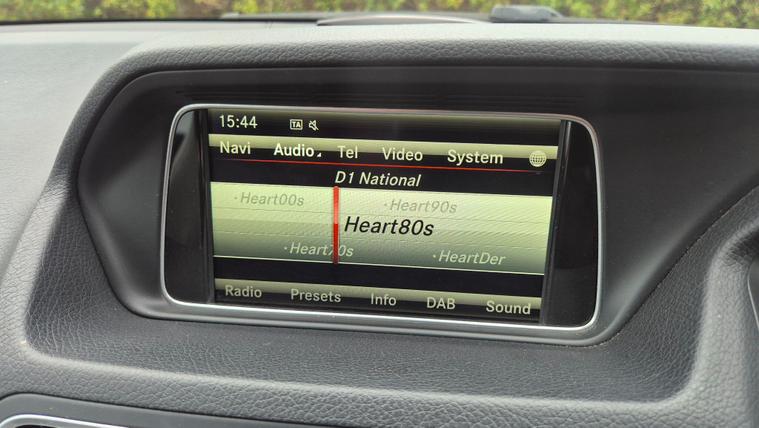 15:44 TA
Navi Audio Tel Video System
D1 National
·Heart00s ·Heart90s
Heart80s
·Heart70s ·HeartDer
Radio Presets Info DAB Sound